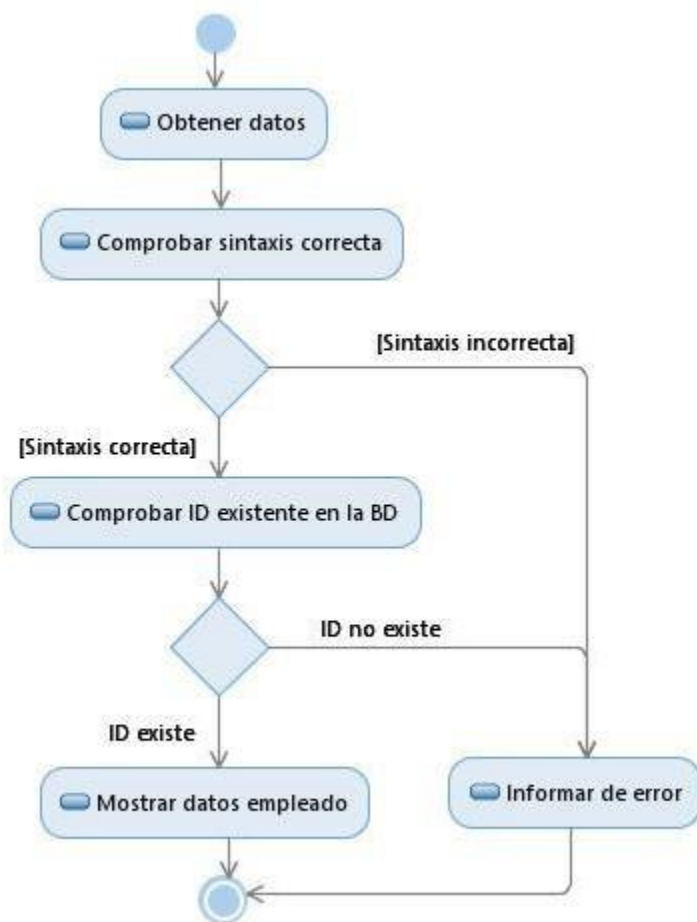 Obtener datos
Comprobar sintaxis correcta
[Sintaxis incorrecta]
[Sintaxis correcta]
Comprobar ID existente en la BD
ID no existe
ID existe
Mostrar datos empleado
Informar de error